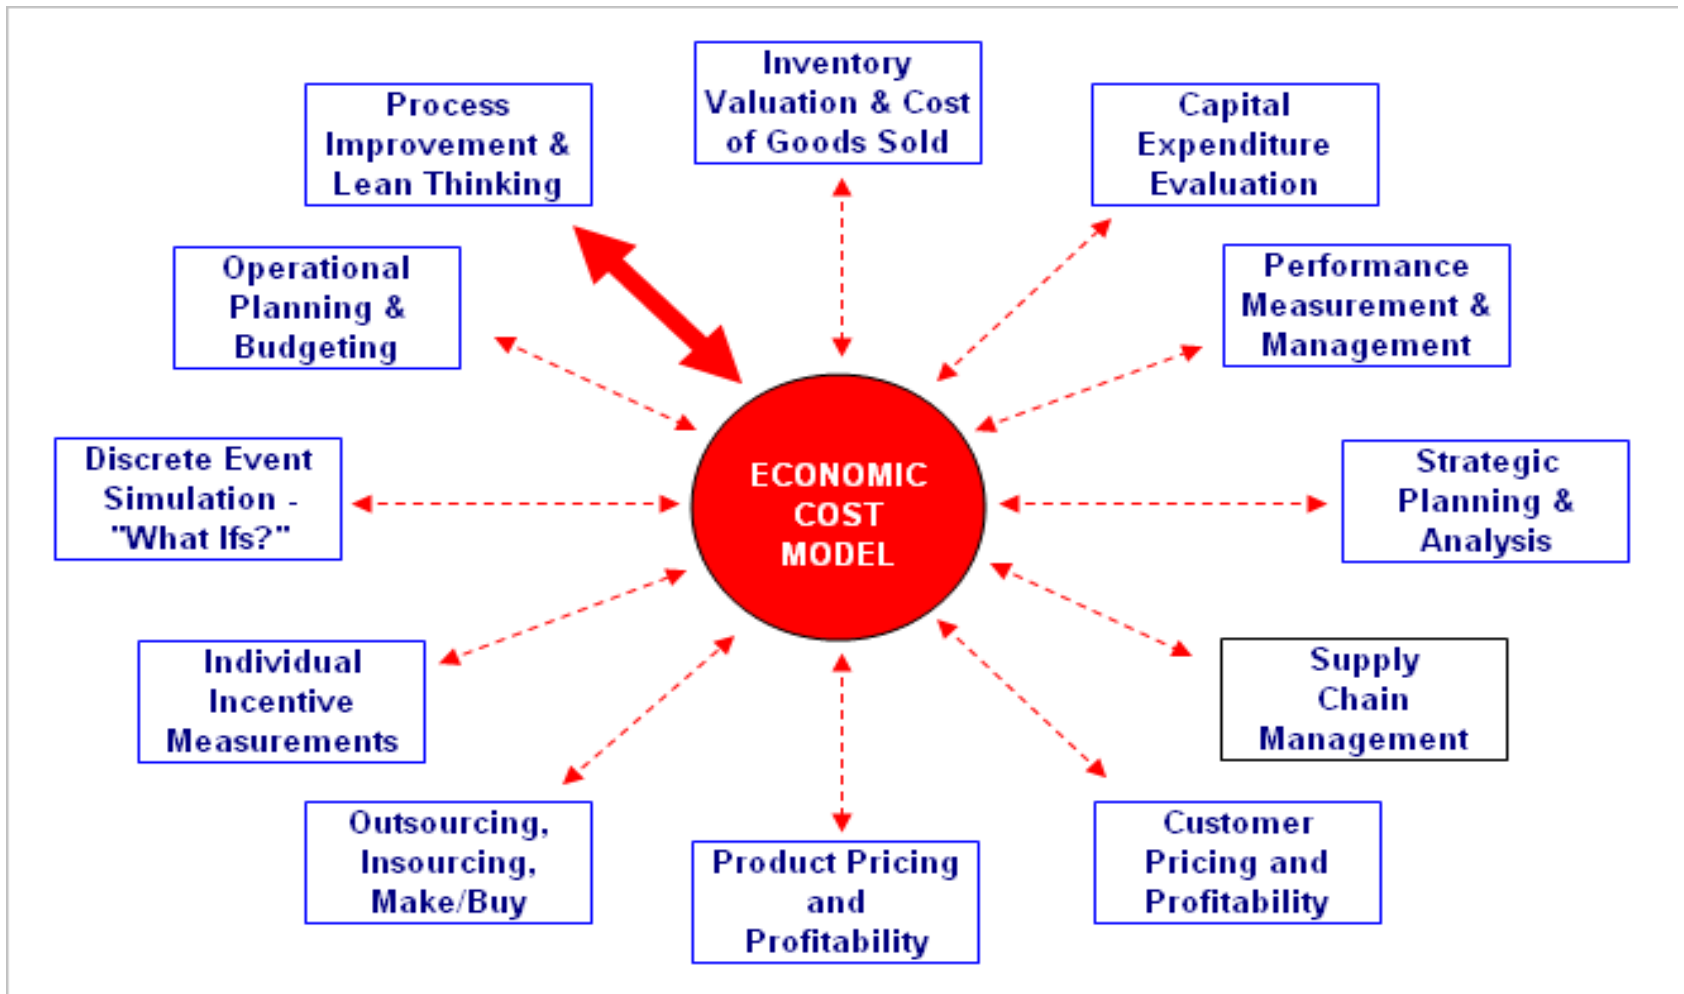 Inventory
Valuation & Cost
of Goods Sold
Process
Improvement &
Lean Thinking
Capital
Expenditure
Evaluation
Operational
Planning &
Budgeting
Performance
Measurement &
Management
Discrete Event
Simulation -
"What Ifs?"
ECONOMIC
COST
MODEL
Strategic
Planning &
Analysis
Individual
Incentive
Measurements
Supply
Chain
Management
Outsourcing,
Insourcing,
Make/Buy
Product Pricing
and
Profitability
Customer
Pricing and
Profitability